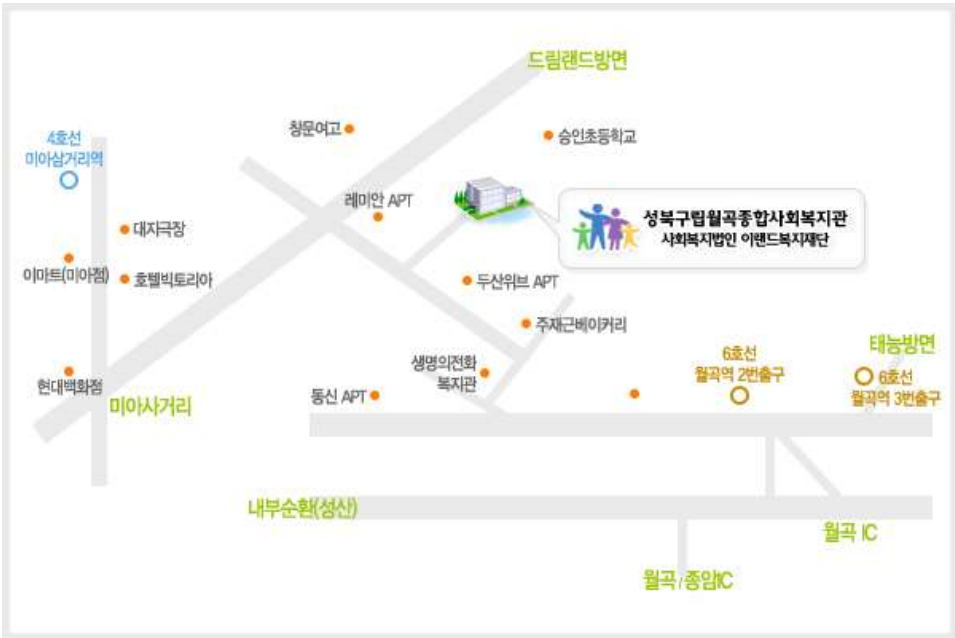 드림랜드방면
창문여고
숭인초등학교
4호선
미아삼거리역
레미안 APT
성북구립월곡종합사회복지관
사회복지법인 이랜드복지재단
대지극장
이마트(미아점)
호텔빅토리아
두산위브 APT
주재근베이커리
태능방면
6호선
월곡역 2번출구
생명의전화
복지관
6호선
월곡역 3번출구
현대백화점
동신 APT
미아사거리
내부순환(성산)
월곡 IC
월곡/종암IC